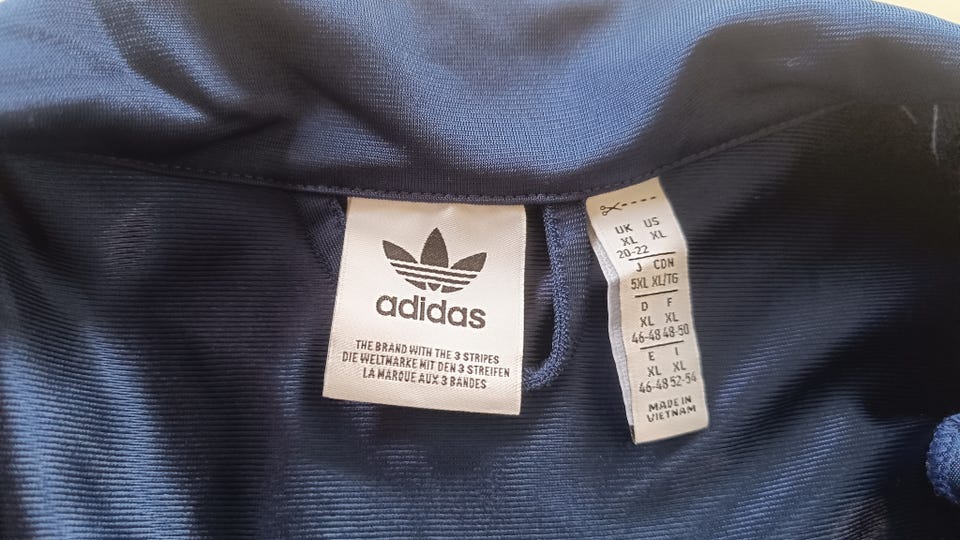 adidas
THE BRAND WITH THE 3 STRIPES
DIE WELTMARKE MIT DEN 3 STREIFEN
LA MARQUE AUX 3 BANDES
UK US
XL XL
20-22
J CDN
5XL XL/TG
D F
XL XL
46-48 48-50
E I
XL XL
46-48 52-54
MADE IN
VIETNAM